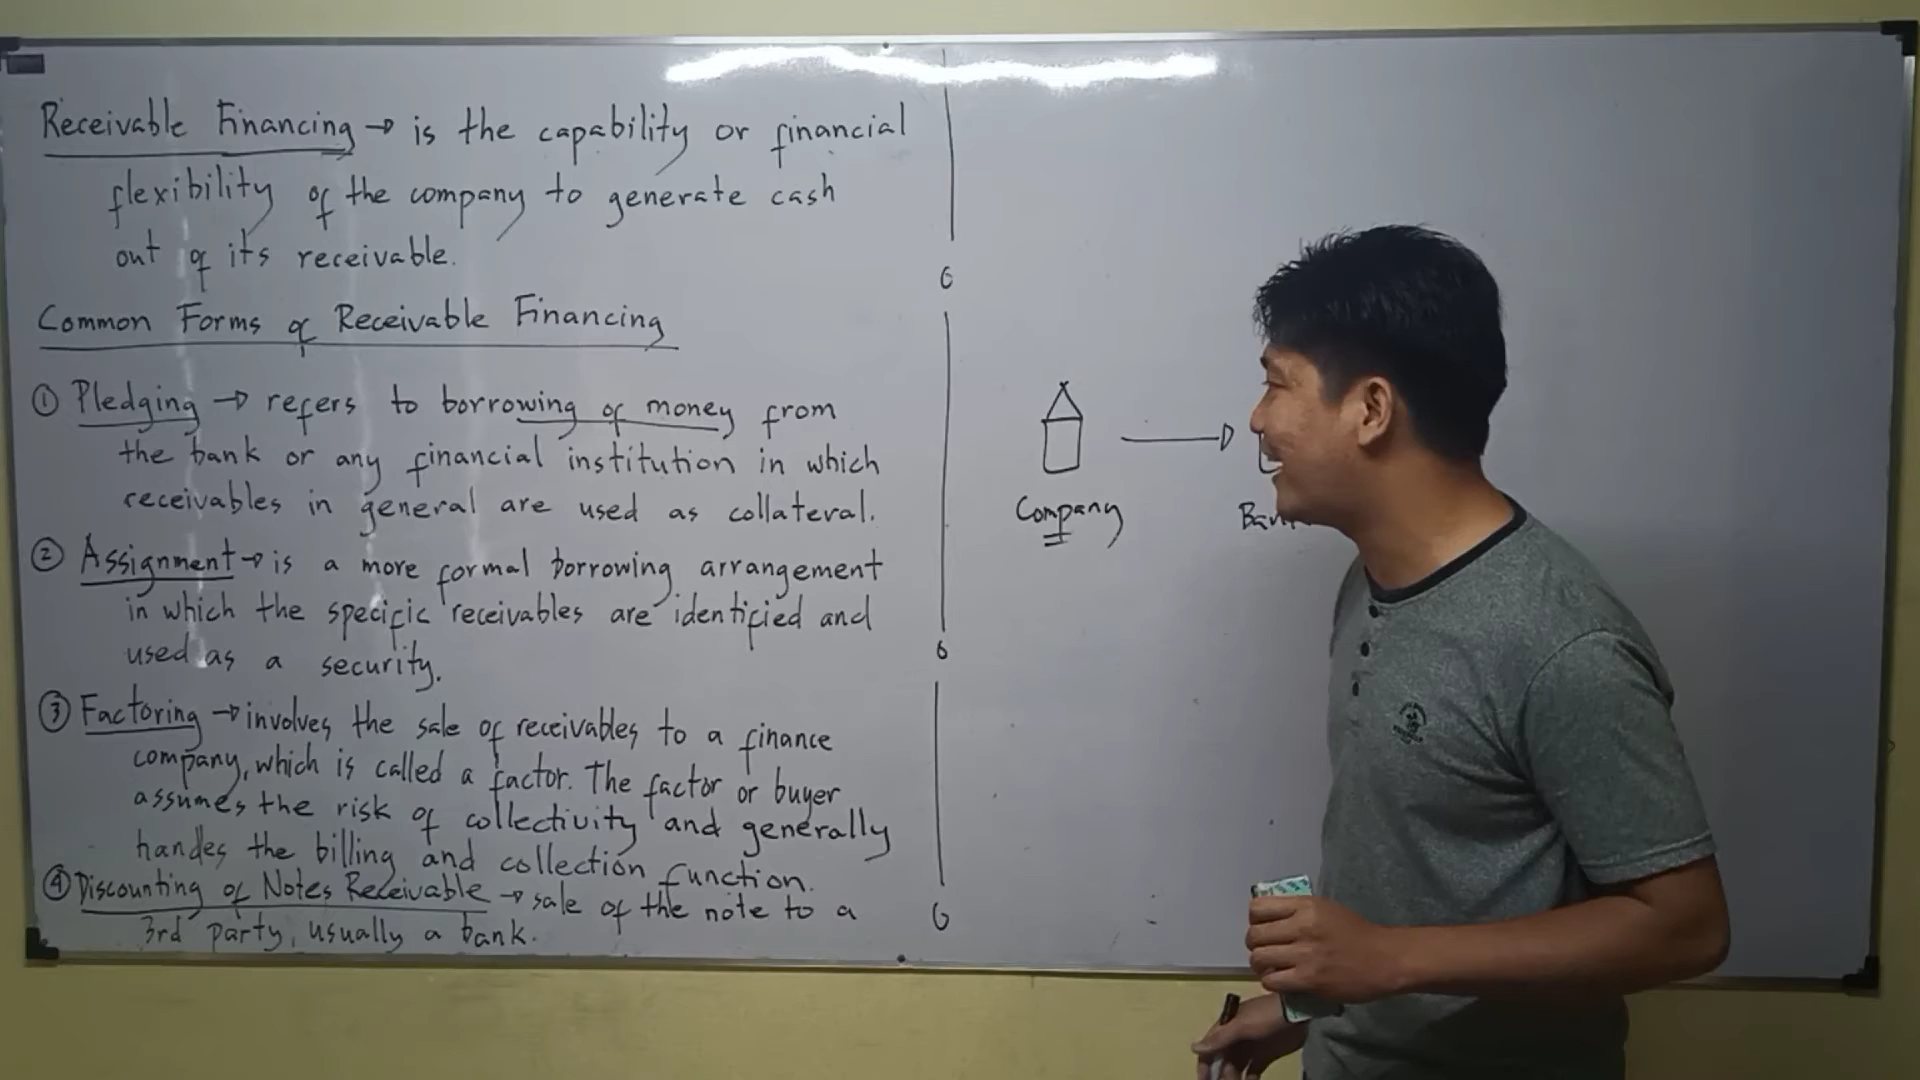 Receivable Financing → is the capability or financial
flexibility of the company to generate cash
out of its receivable.
Common Forms of Receivable Financing
① Pledging → refers to borrowing of money from
the bank or any financial institution in which
receivables in general are used as collateral.
② Assignment → is a more formal borrowing arrangement
in which the specific receivables are identified and
used as a security.
③ Factoring → involves the sale of receivables to a finance
company, which is called a factor. The factor or buyer
assumes the risk of collectivity and generally
handes the billing and collection function.
④ Discounting of Notes Receivable → sale of the note to a
3rd party, usually a bank.
Company